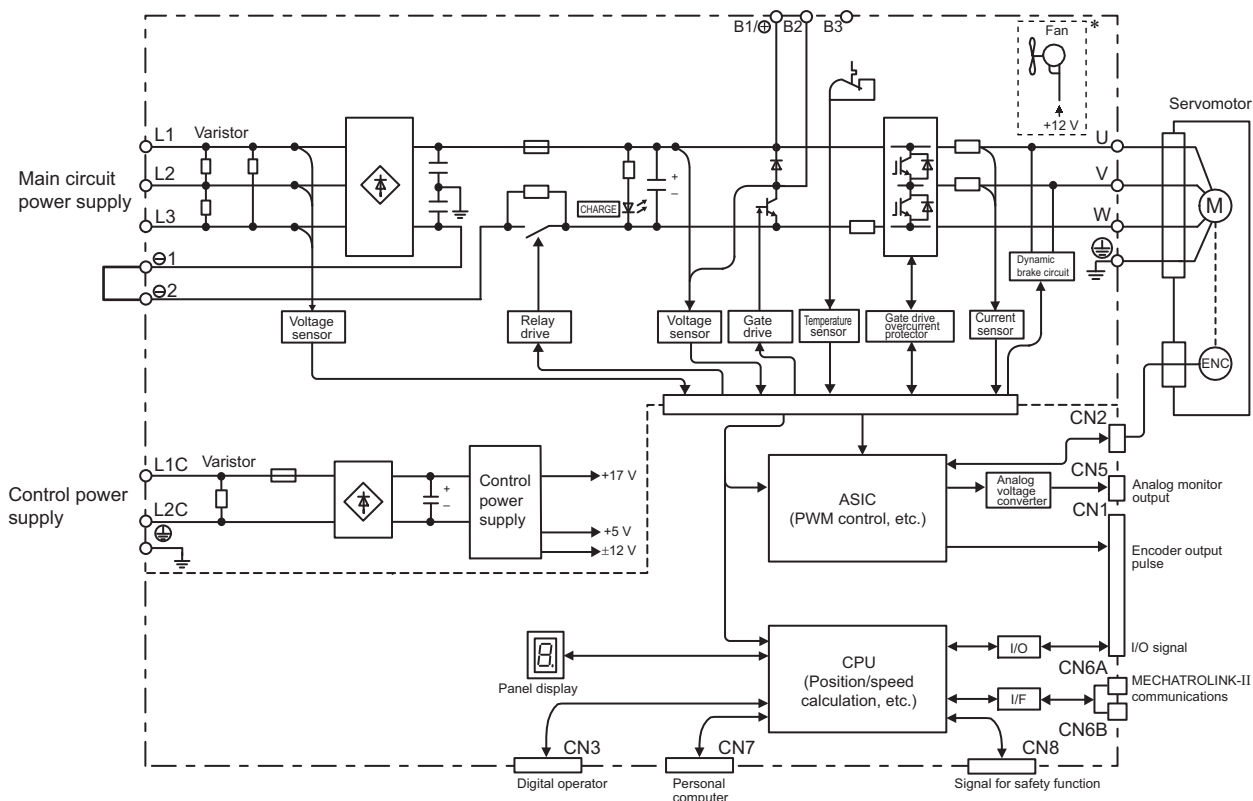 B1/⊕
B2
B3
*
Fan
+12 V
Servomotor
Main circuit
power supply
L1
Varistor
L2
L3
⊖1
⊖2
CHARGE
+
–
U
V
W
M
ENC
Voltage
sensor
Relay
drive
Voltage
sensor
Gate
drive
Temperature
sensor
Gate drive
overcurrent
protector
Current
sensor
Dynamic
brake circuit
Control power
supply
L1C
Varistor
L2C
+
–
Control
power
supply
+17 V
+5 V
±12 V
ASIC
(PWM control, etc.)
Analog
voltage
converter
CN2
CN5
Analog monitor
output
CN1
Encoder output
pulse
8.
Panel display
CPU
(Position/speed
calculation, etc.)
I/O
I/O signal
I/F
CN6A
MECHATROLINK-II
communications
CN6B
CN3
Digital operator
CN7
Personal
computer
CN8
Signal for safety function